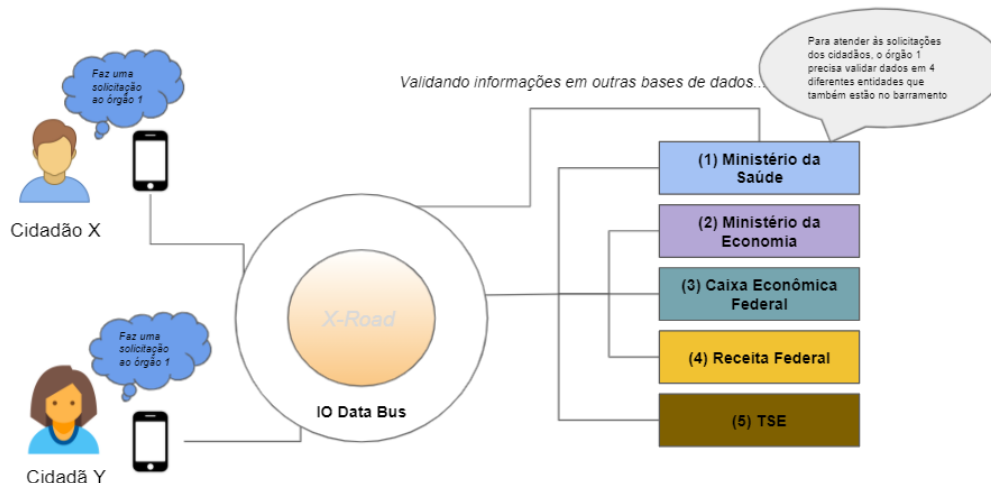 Faz uma
solicitação
ao órgão 1
Cidadão X
Validando informações em outras bases de dados...
Para atender às solicitações
dos cidadãos, o órgão 1
precisa validar dados em 4
diferentes entidades que
também estão no barramento
(1) Ministério da
Saúde
(2) Ministério da
Economia
(3) Caixa Econômica
Federal
(4) Receita Federal
(5) TSE
X-Road
IO Data Bus
Faz uma
solicitação
ao órgão 1
Cidadã Y